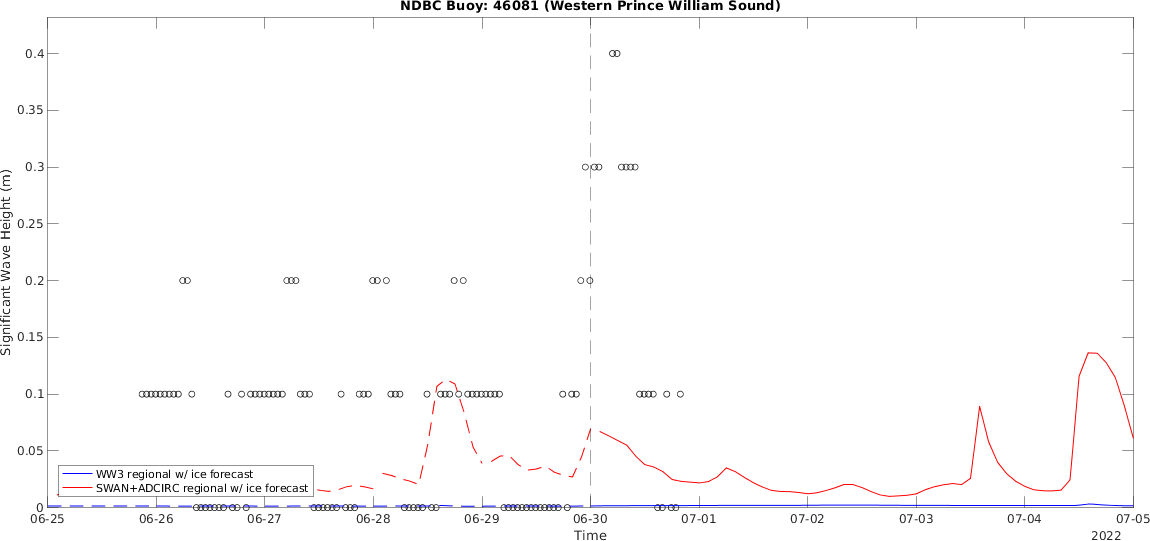 NDBC Buoy: 46081 (Western Prince William Sound)
0.4
0.35
0.3
0.25
0.2
0.15
0.1
0.05
0
Significant Wave Height (m)
WW3 regional w/ ice forecast
SWAN+ADCIRC regional w/ ice forecast
06-25 06-26 06-27 06-28 06-29 06-30 07-01 07-02 07-03 07-04 07-05
Time
2022